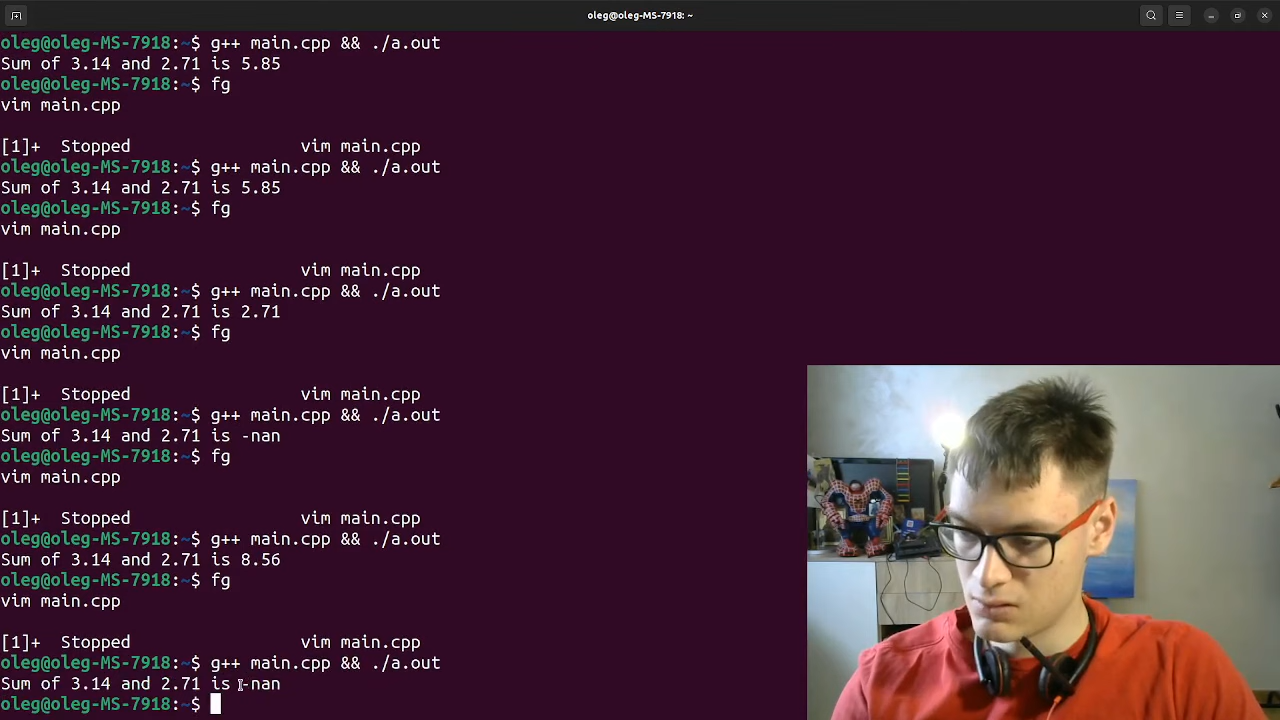 oleg@oleg-MS-7918: ~
oleg@oleg-MS-7918:~$ g++ main.cpp && ./a.out
Sum of 3.14 and 2.71 is 5.85
oleg@oleg-MS-7918:~$ fg
vim main.cpp
[1]+  Stopped                 vim main.cpp
oleg@oleg-MS-7918:~$ g++ main.cpp && ./a.out
Sum of 3.14 and 2.71 is 5.85
oleg@oleg-MS-7918:~$ fg
vim main.cpp
[1]+  Stopped                 vim main.cpp
oleg@oleg-MS-7918:~$ g++ main.cpp && ./a.out
Sum of 3.14 and 2.71 is 2.71
oleg@oleg-MS-7918:~$ fg
vim main.cpp
[1]+  Stopped                 vim main.cpp
oleg@oleg-MS-7918:~$ g++ main.cpp && ./a.out
Sum of 3.14 and 2.71 is -nan
oleg@oleg-MS-7918:~$ fg
vim main.cpp
[1]+  Stopped                 vim main.cpp
oleg@oleg-MS-7918:~$ g++ main.cpp && ./a.out
Sum of 3.14 and 2.71 is 8.56
oleg@oleg-MS-7918:~$ fg
vim main.cpp
[1]+  Stopped                 vim main.cpp
oleg@oleg-MS-7918:~$ g++ main.cpp && ./a.out
Sum of 3.14 and 2.71 is -nan
oleg@oleg-MS-7918:~$